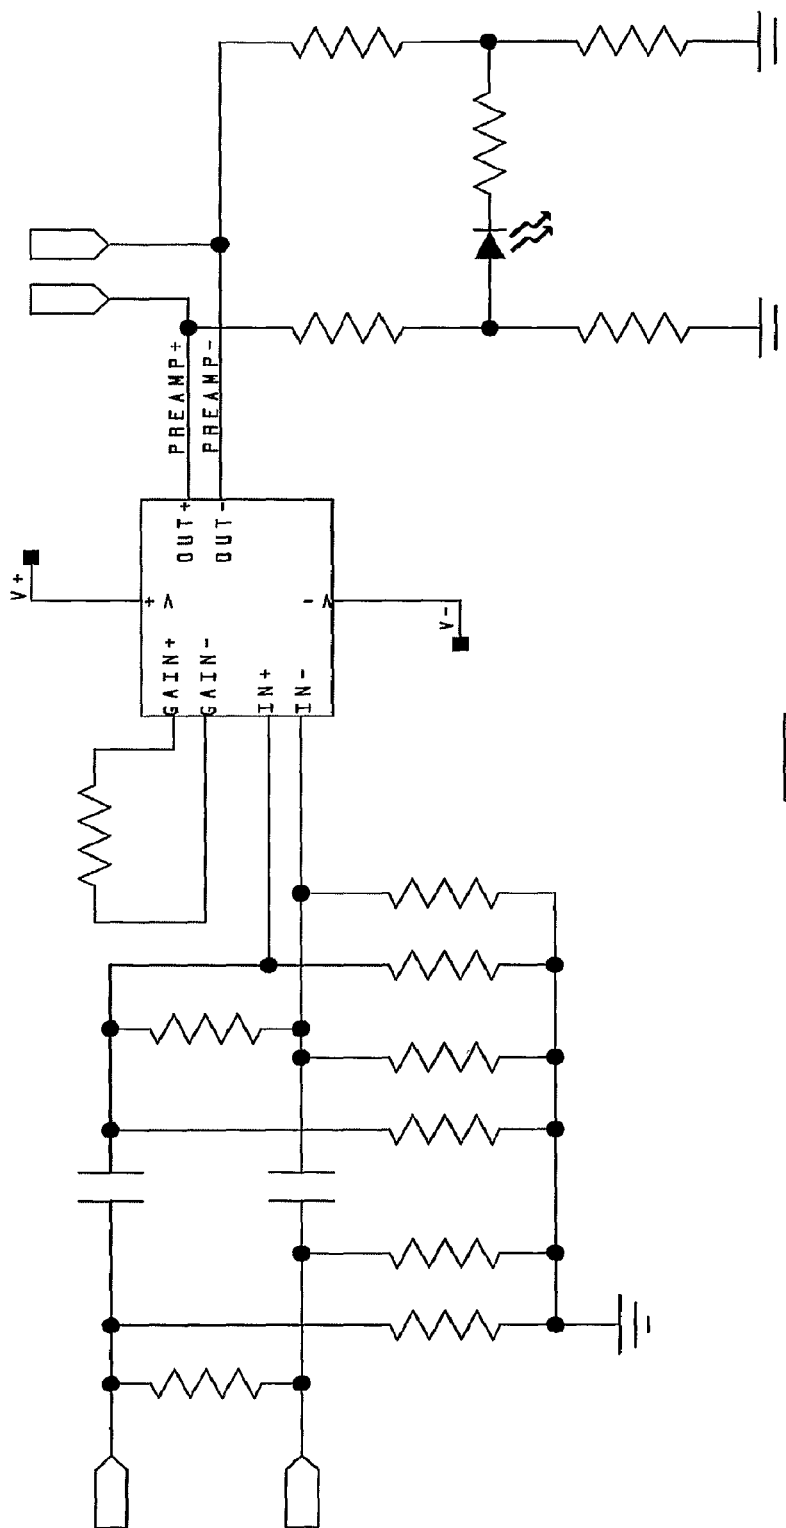 PREAMP+
PREAMP-
OUT+
OUT-
V+
+V
-V
V-
GAIN+
GAIN-
IN+
IN-